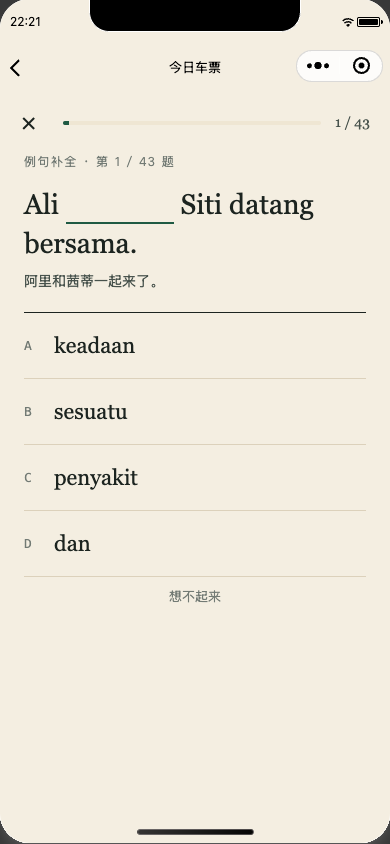 22:21
今日车票
1 / 43
例句补全 · 第 1 / 43 题
Ali ________ Siti datang
bersama.
阿里和茜蒂一起来了。
A keadaan
B sesuatu
C penyakit
D dan
想不起来